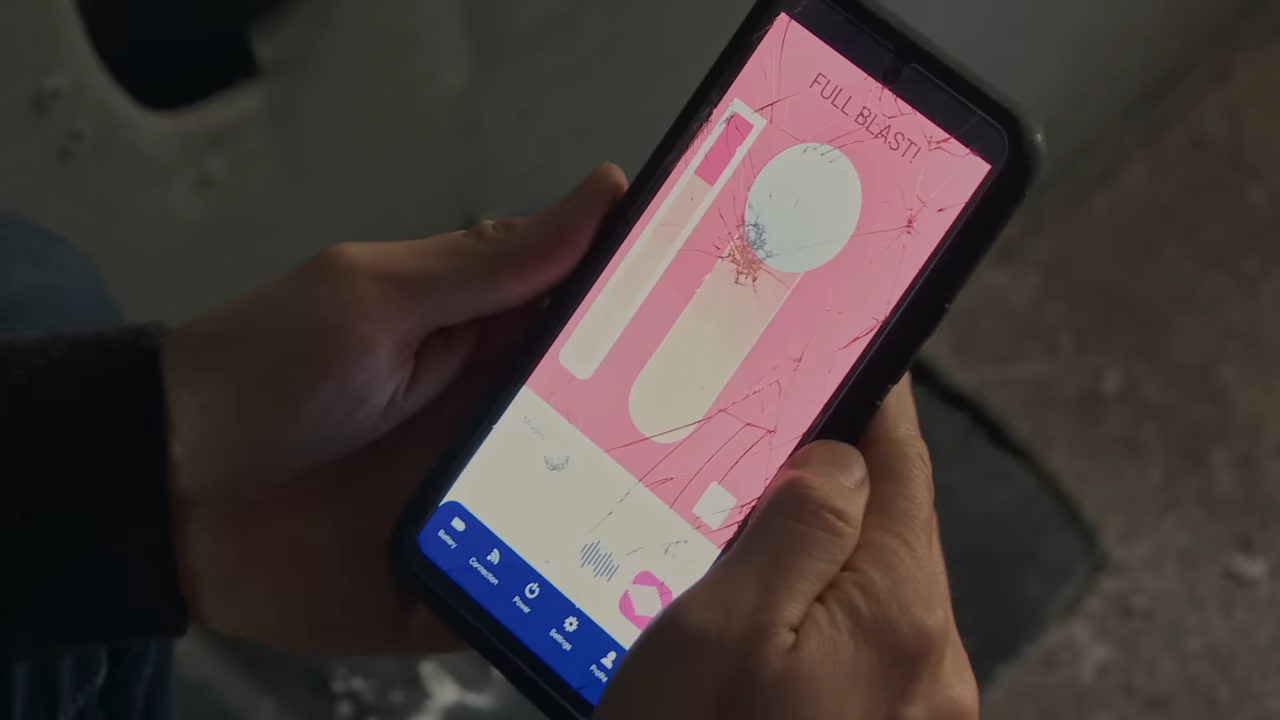 FULL BLAST!
Battery
Connection
Power
Settings
Profile